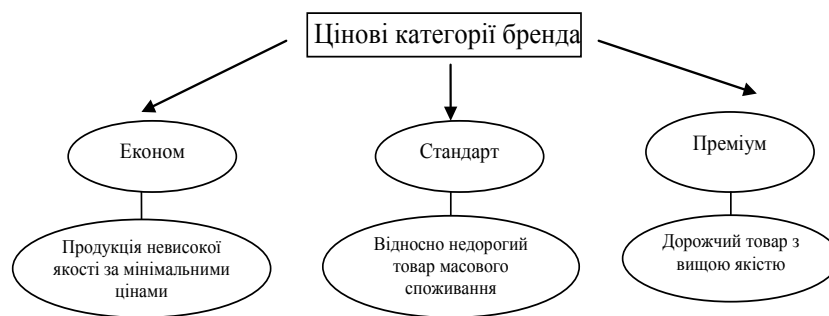 Цінові категорії бренда
Економ
Стандарт
Преміум
Продукція невисокої
якості за мінімальними
цінами
Відносно недорогий
товар масового
споживання
Дорожчий товар з
вищою якістю